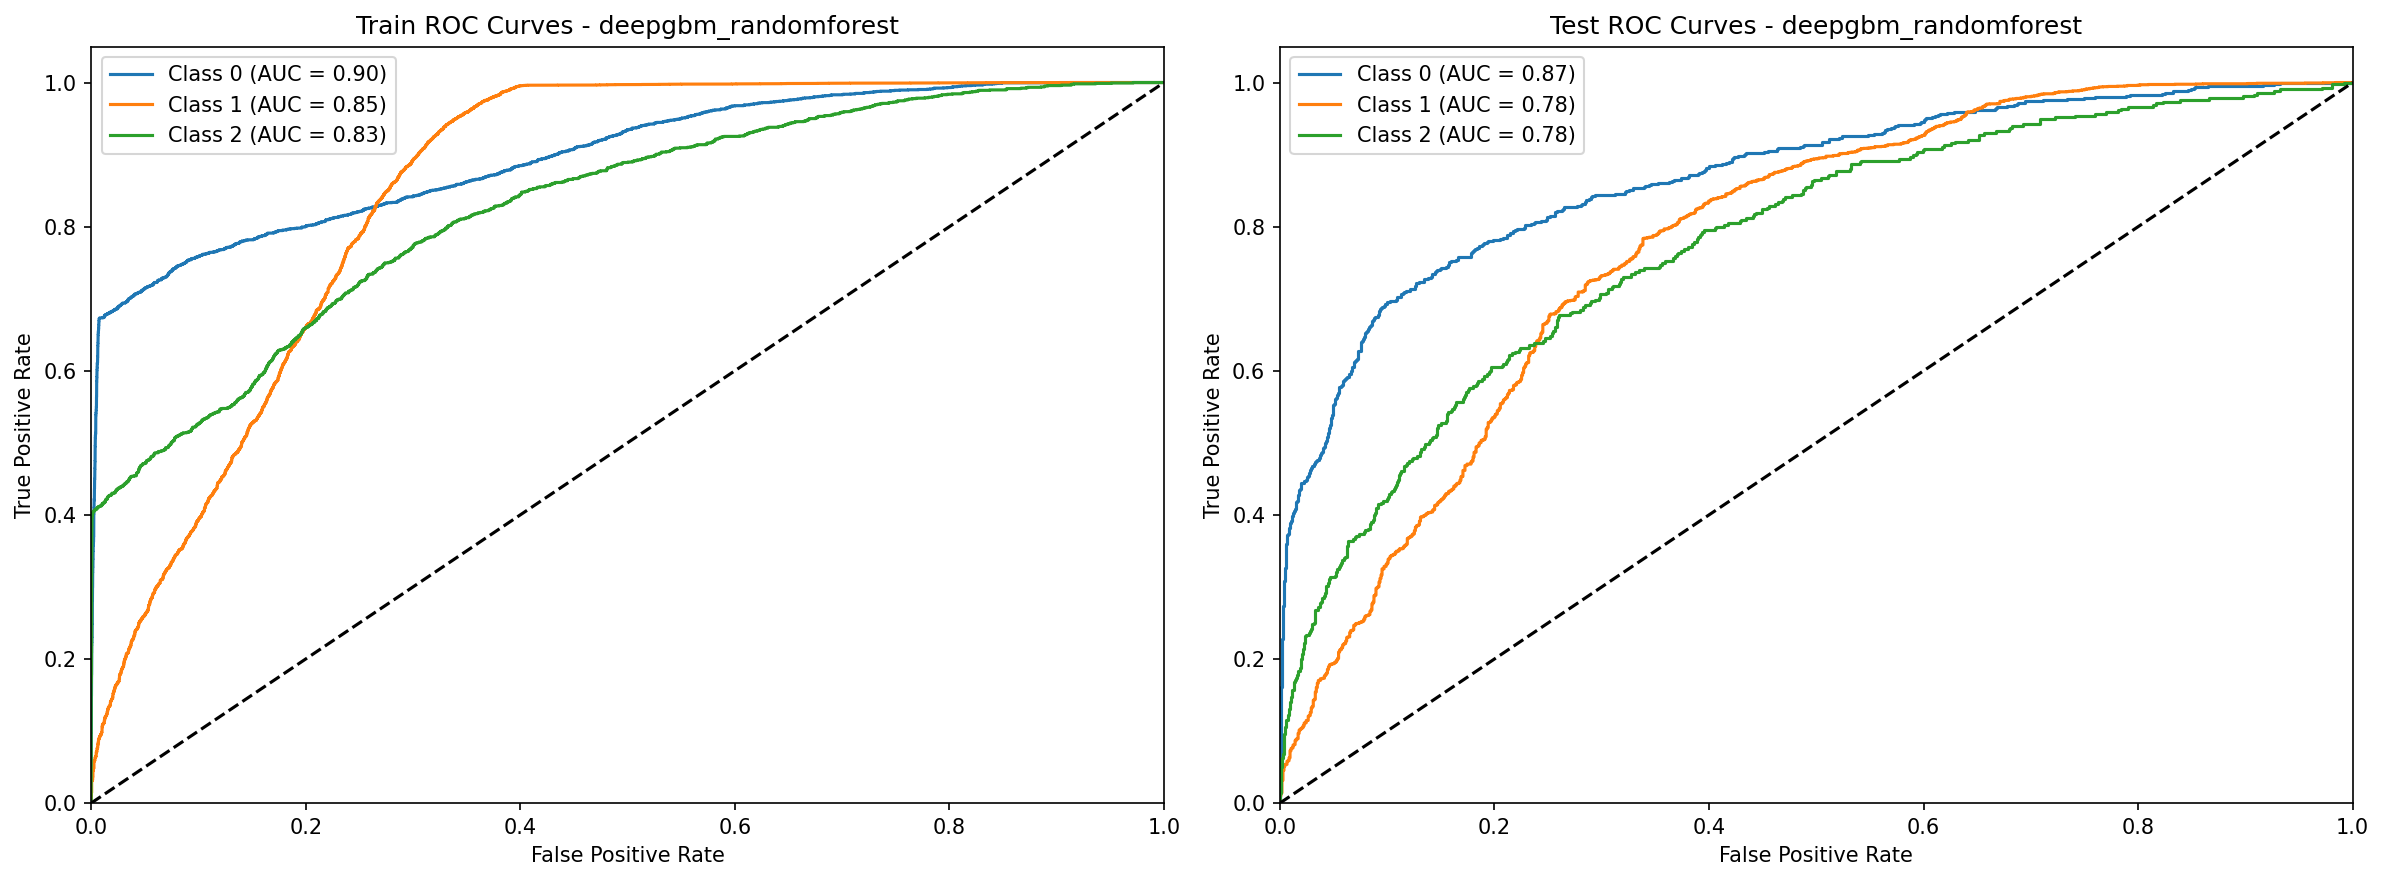 Train ROC Curves - deepgbm_randomforest
Class 0 (AUC = 0.90)
Class 1 (AUC = 0.85)
Class 2 (AUC = 0.83)
True Positive Rate
1.0
0.8
0.6
0.4
0.2
0.0
0.0 0.2 0.4 0.6 0.8 1.0
False Positive Rate
Test ROC Curves - deepgbm_randomforest
Class 0 (AUC = 0.87)
Class 1 (AUC = 0.78)
Class 2 (AUC = 0.78)
True Positive Rate
1.0
0.8
0.6
0.4
0.2
0.0
0.0 0.2 0.4 0.6 0.8 1.0
False Positive Rate